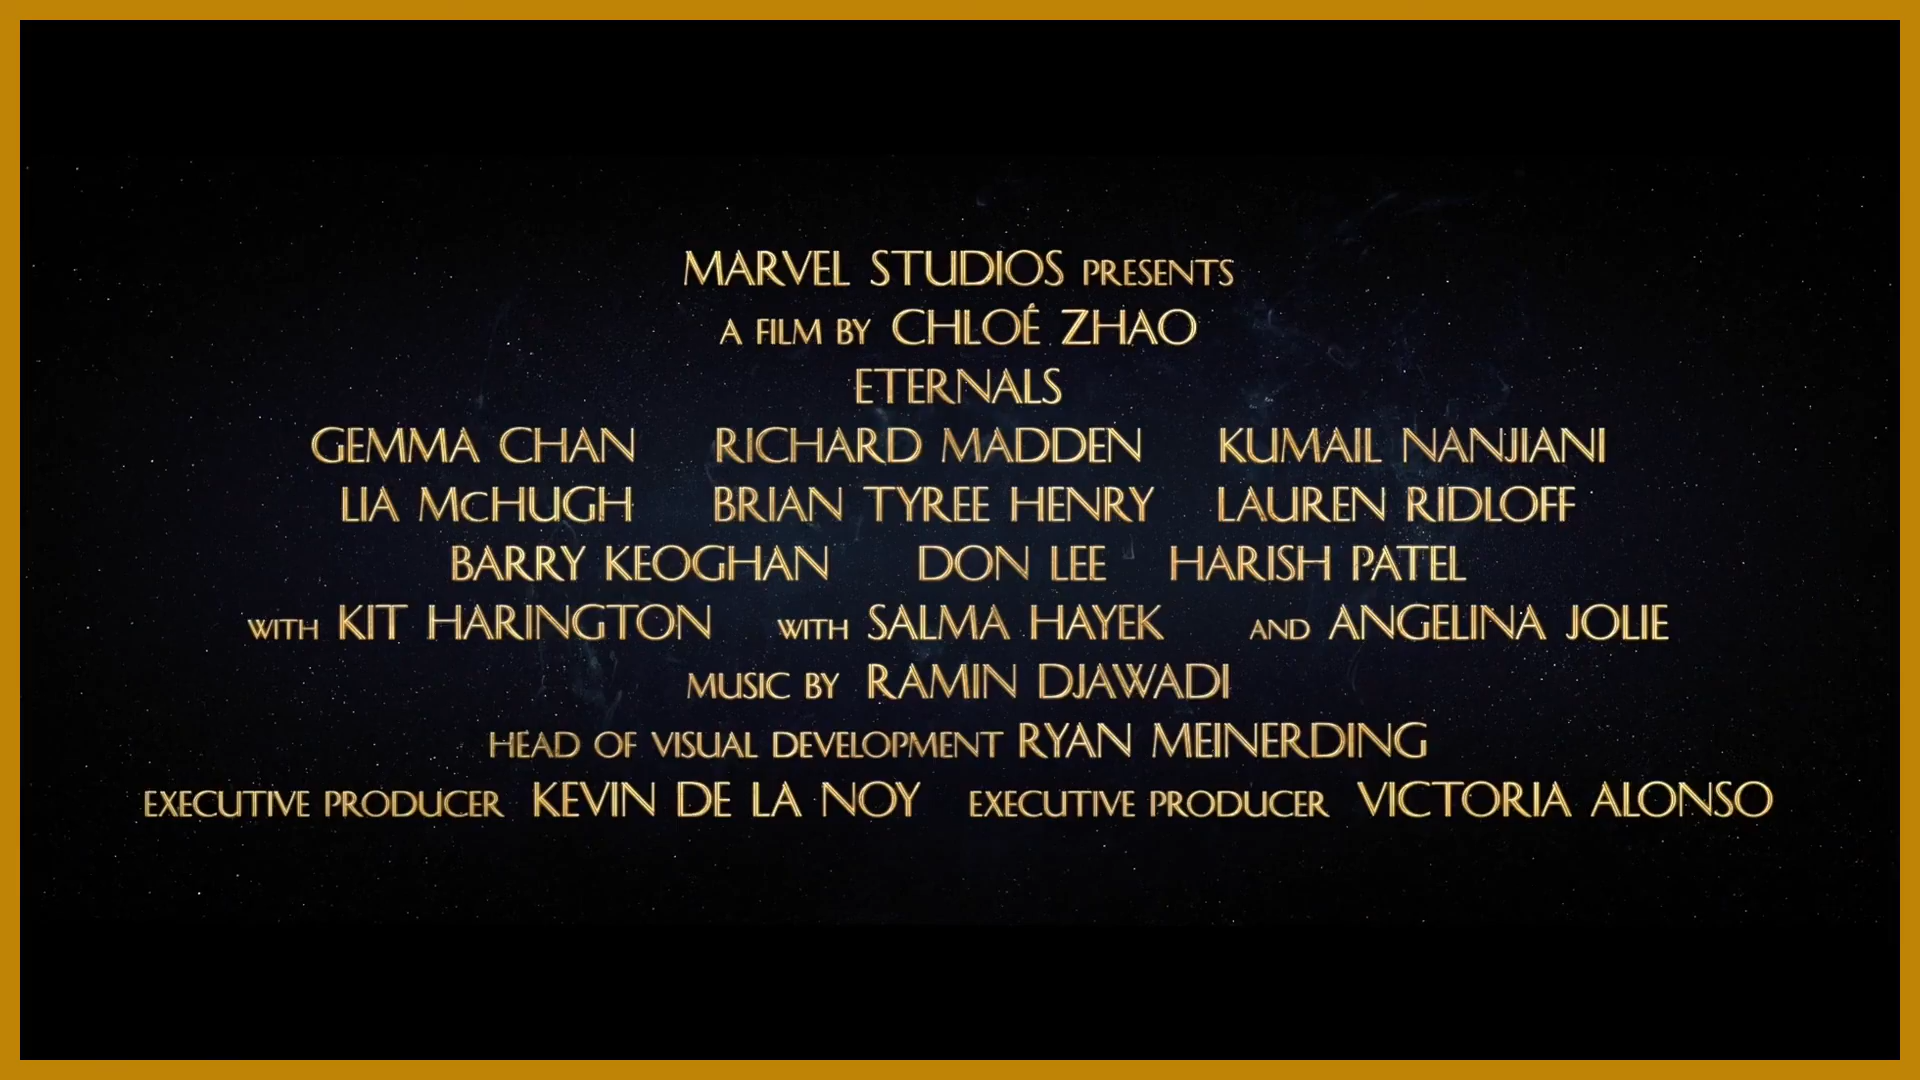 MARVEL STUDIOS PRESENTS
A FILM BY CHLOÉ ZHAO
ETERNALS
GEMMA CHAN RICHARD MADDEN KUMAIL NANJIANI
LIA McHUGH BRIAN TYREE HENRY LAUREN RIDLOFF
BARRY KEOGHAN DON LEE HARISH PATEL
WITH KIT HARINGTON WITH SALMA HAYEK AND ANGELINA JOLIE
MUSIC BY RAMIN DJAWADI
HEAD OF VISUAL DEVELOPMENT RYAN MEINERDING
EXECUTIVE PRODUCER KEVIN DE LA NOY EXECUTIVE PRODUCER VICTORIA ALONSO